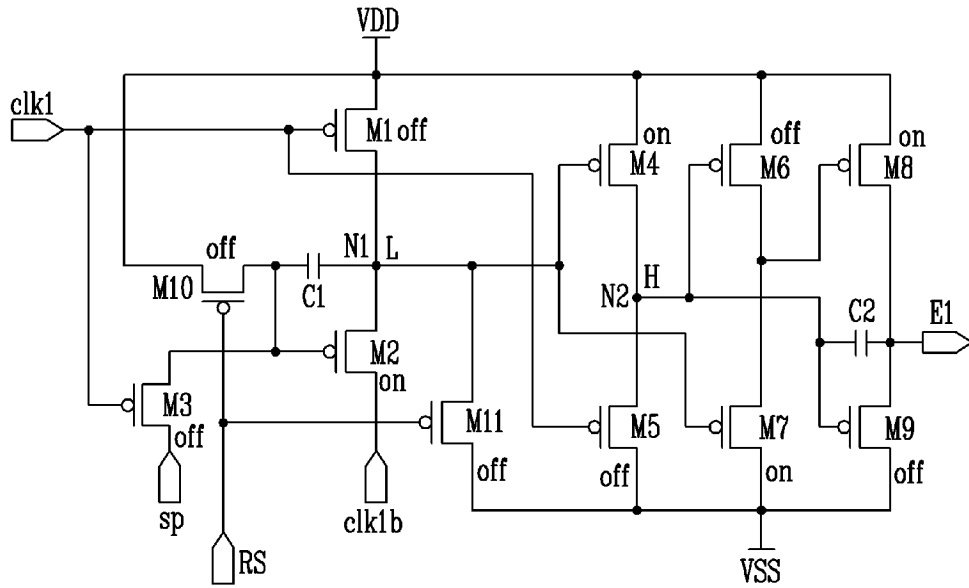 VDD
clk1
M1 off
on
off
on
M4
M6
M8
off
N1
L
H
M10
C1
N2
C2
E1
M2
on
M3
M11
M5
M7
M9
off
off
off
on
off
sp
clk1b
RS
VSS